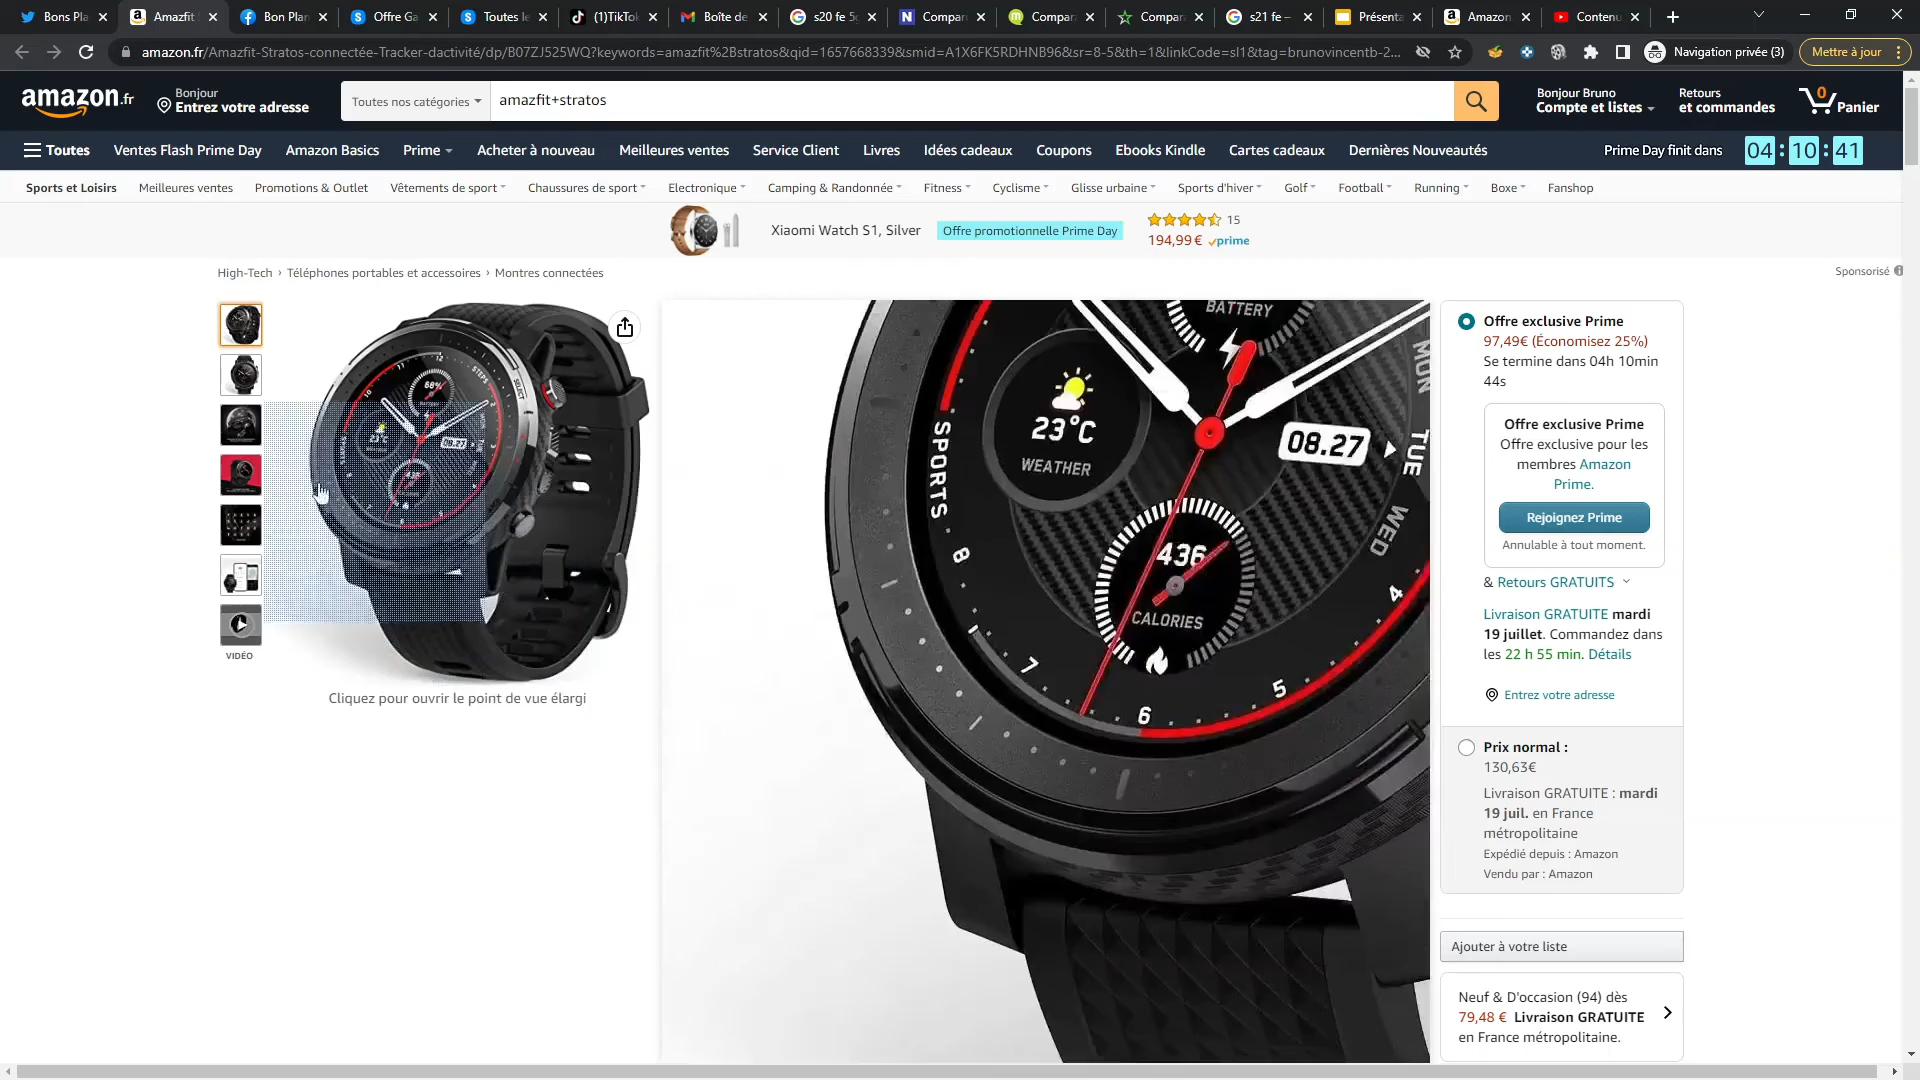 Bons Pla
Amazfit
Bon Plan
Offre Ga
Toutes le
(1)TikTok
Boîte de
s20 fe 5g
Compar
Compara
Compara
s21 fe –
Présenta
Amazon
Contenu
amazon.fr/Amazfit-Stratos-connectée-Tracker-dactivité/dp/B07ZJ525WQ?keywords=amazfit%2Bstratos&qid=1657668339&smid=A1X6FK5RDHNB96&sr=8-5&th=1&linkCode=sl1&tag=brunovincentb-2...
Navigation privée (3)
Mettre à jour
amazon.fr
Bonjour
Entrez votre adresse
Toutes nos catégories
amazfit+stratos
Bonjour Bruno
Compte et listes
Retours
et commandes
0
Panier
Toutes
Ventes Flash Prime Day
Amazon Basics
Prime
Acheter à nouveau
Meilleures ventes
Service Client
Livres
Idées cadeaux
Coupons
Ebooks Kindle
Cartes cadeaux
Dernières Nouveautés
Prime Day finit dans
04 : 10 : 41
Sports et Loisirs
Meilleures ventes
Promotions & Outlet
Vêtements de sport
Chaussures de sport
Electronique
Camping & Randonnée
Fitness
Cyclisme
Glisse urbaine
Sports d'hiver
Golf
Football
Running
Boxe
Fanshop
Xiaomi Watch S1, Silver
Offre promotionnelle Prime Day
15
194,99 € prime
High-Tech › Téléphones portables et accessoires › Montres connectées
Sponsorisé
VIDÉO
68%
23°C
08.27
Cliquez pour ouvrir le point de vue élargi
BATTERY
MON
23°C
WEATHER
08.27
TUE
SPORTS
WED
436
CALORIES
8
7
6
5
4
Offre exclusive Prime
97,49€ (Économisez 25%)
Se termine dans 04h 10min
44s
Offre exclusive Prime
Offre exclusive pour les
membres Amazon
Prime.
Rejoignez Prime
Annulable à tout moment.
& Retours GRATUITS
Livraison GRATUITE mardi
19 juillet. Commandez dans
les 22 h 55 min. Détails
Entrez votre adresse
Prix normal :
130,63€
Livraison GRATUITE : mardi
19 juil. en France
métropolitaine
Expédié depuis : Amazon
Vendu par : Amazon
Ajouter à votre liste
Neuf & D'occasion (94) dès
79,48 € Livraison GRATUITE
en France métropolitaine.